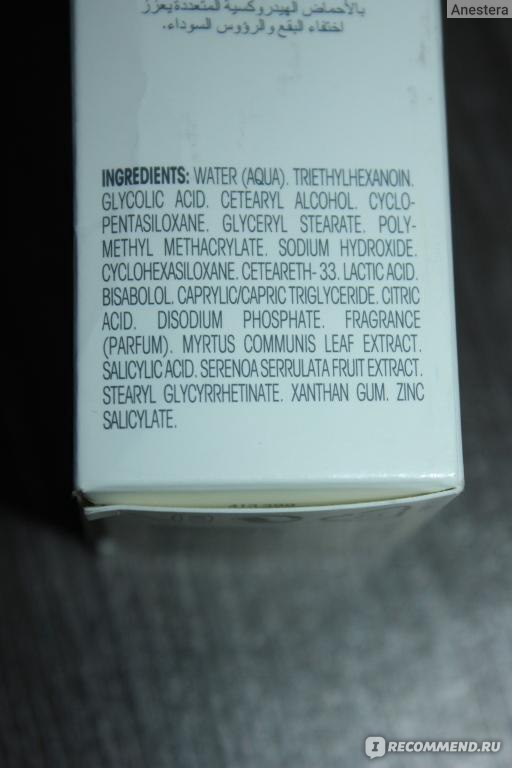 Anestera
بالأحماض الهيدروكسية المتعددة يعزز
اختفاء البقع والرؤوس السوداء.
INGREDIENTS: WATER (AQUA). TRIETHYLHEXANOIN.
GLYCOLIC ACID. CETEARYL ALCOHOL. CYCLO-
PENTASILOXANE. GLYCERYL STEARATE. POLY-
METHYL METHACRYLATE. SODIUM HYDROXIDE.
CYCLOHEXASILOXANE. CETEARETH- 33. LACTIC ACID.
BISABOLOL. CAPRYLIC/CAPRIC TRIGLYCERIDE. CITRIC
ACID. DISODIUM PHOSPHATE. FRAGRANCE
(PARFUM). MYRTUS COMMUNIS LEAF EXTRACT.
SALICYLIC ACID. SERENOA SERRULATA FRUIT EXTRACT.
STEARYL GLYCYRRHETINATE. XANTHAN GUM. ZINC
SALICYLATE.
IRECOMMEND.RU